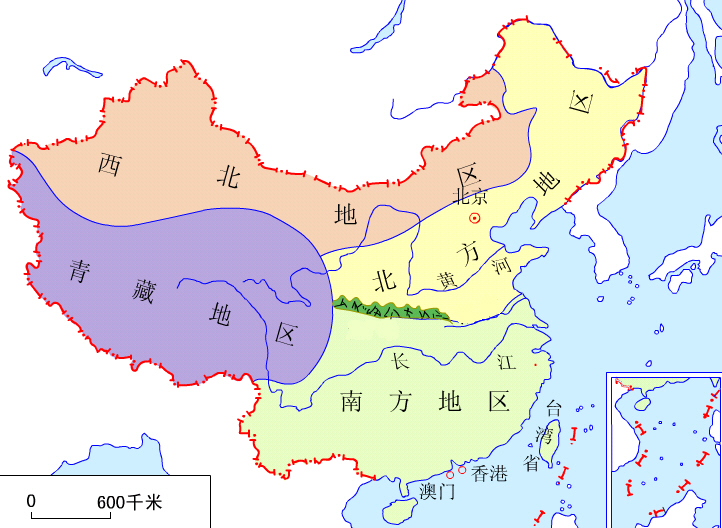 西北地区
北方地区
北京
青藏地区
黄河
长江
南方地区
台湾省
香港
澳门
0 600千米